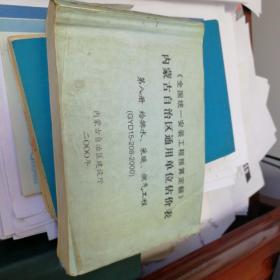 《全国统一安装工程预算定额》
内蒙古自治区通用单位估价表
第八册 给排水、采暖、燃气工程
(GYD15-208-2000)
内蒙古自治区建设厅
二000年